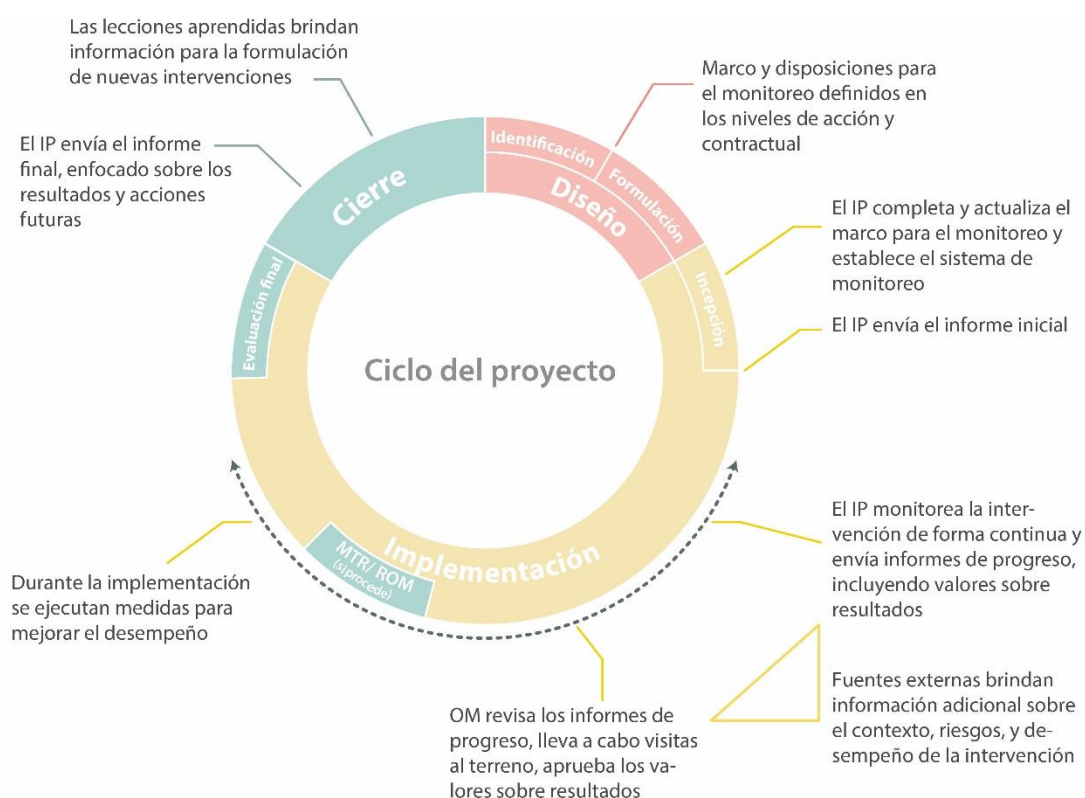 Las lecciones aprendidas brindan
información para la formulación
de nuevas intervenciones
El IP envía el informe
final, enfocado sobre los
resultados y acciones
futuras
Marco y disposiciones para
el monitoreo definidos en
los niveles de acción y
contractual
Identificación
Formulación
Diseño
Cierre
El IP completa y actualiza el
marco para el monitoreo y
establece el sistema de
monitoreo
Incepción
El IP envía el informe inicial
Evaluación final
Ciclo del proyecto
Implementación
MTR/ ROM
(si procede)
El IP monitorea la inter-
vención de forma continua y
envía informes de progreso,
incluyendo valores sobre
resultados
Durante la implementación
se ejecutan medidas para
mejorar el desempeño
Fuentes externas brindan
información adicional sobre
el contexto, riesgos, y de-
sempeño de la intervención
OM revisa los informes de
progreso, lleva a cabo visitas
al terreno, aprueba los va-
lores sobre resultados